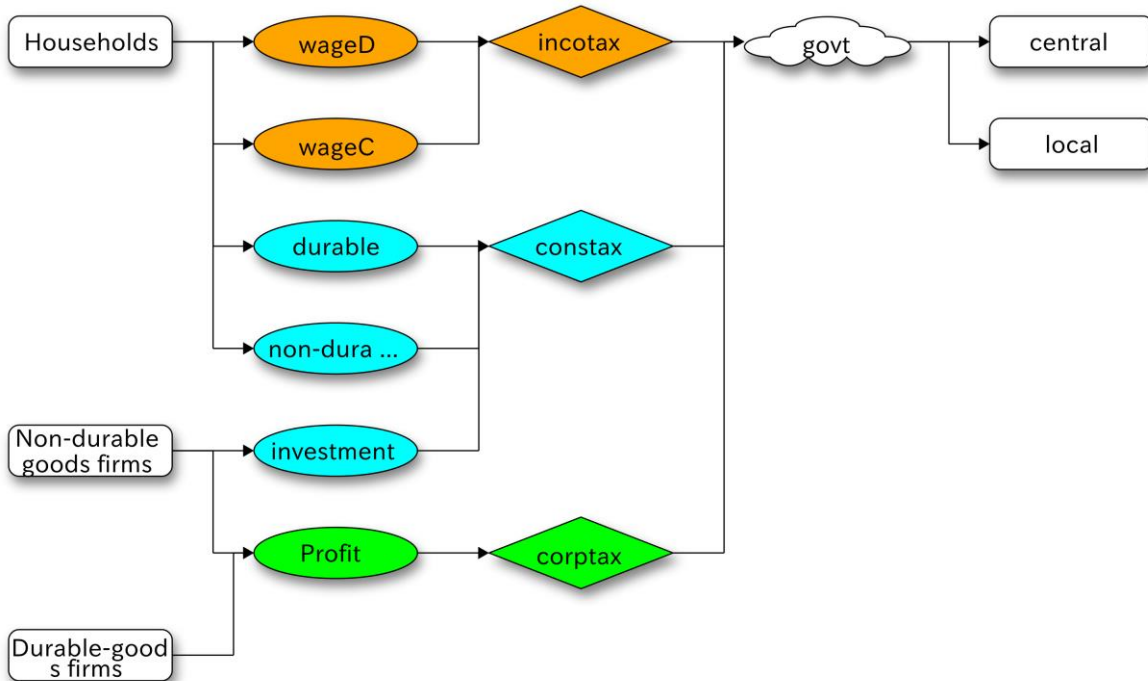 Households
wageD
incotax
govt
central
wageC
local
durable
constax
non-dura ...
Non-durable
goods firms
investment
Profit
corptax
Durable-good
s firms